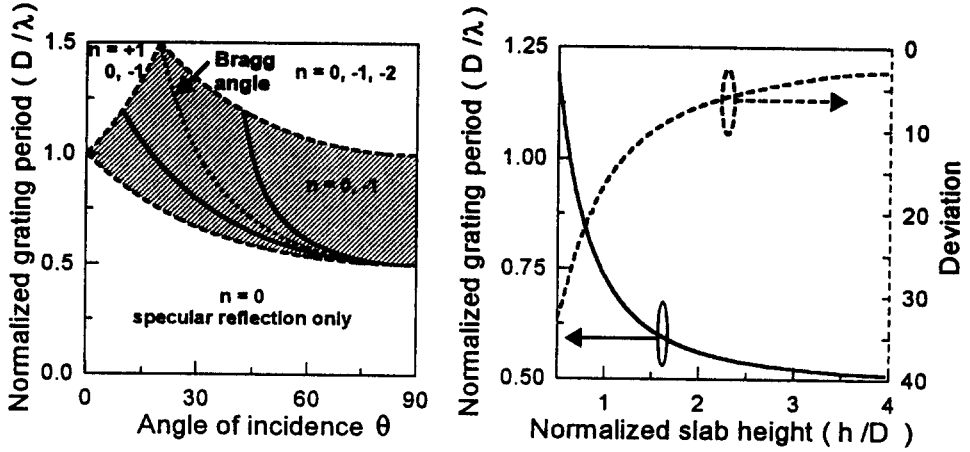 Normalized grating period ( D /λ)
1.5
1.0
0.5
0.0
n = +1
0, -1
Bragg
angle
n = 0, -1, -2
n = 0, -1
n = 0
specular reflection only
0
30
60
90
Angle of incidence θ
Normalized grating period ( D /λ)
1.25
1.00
0.75
0.50
1
2
3
4
Normalized slab height ( h /D )
0
10
20
30
40
Deviation